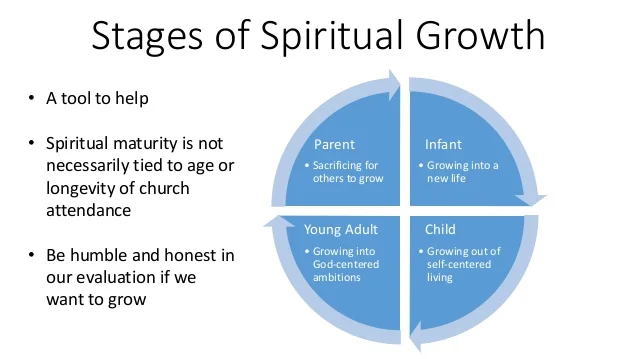 Stages of Spiritual Growth
• A tool to help
• Spiritual maturity is not
necessarily tied to age or
longevity of church
attendance
• Be humble and honest in
our evaluation if we
want to grow
Parent
• Sacrificing for
others to grow
Infant
• Growing into a
new life
Young Adult
• Growing into
God-centered
ambitions
Child
• Growing out of
self-centered
living